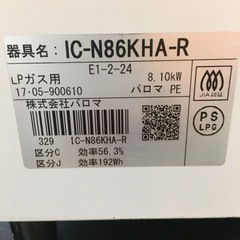 器具名： IC-N86KHA-R
E1-2-24
LPガス用 8.10kW
17·05-900610 パロマ PE
株式会社パロマ
JIA認証
PS
LPG
329 IC-N86KHA-R
区分C 効率56.3%
区分J 効率192Wh